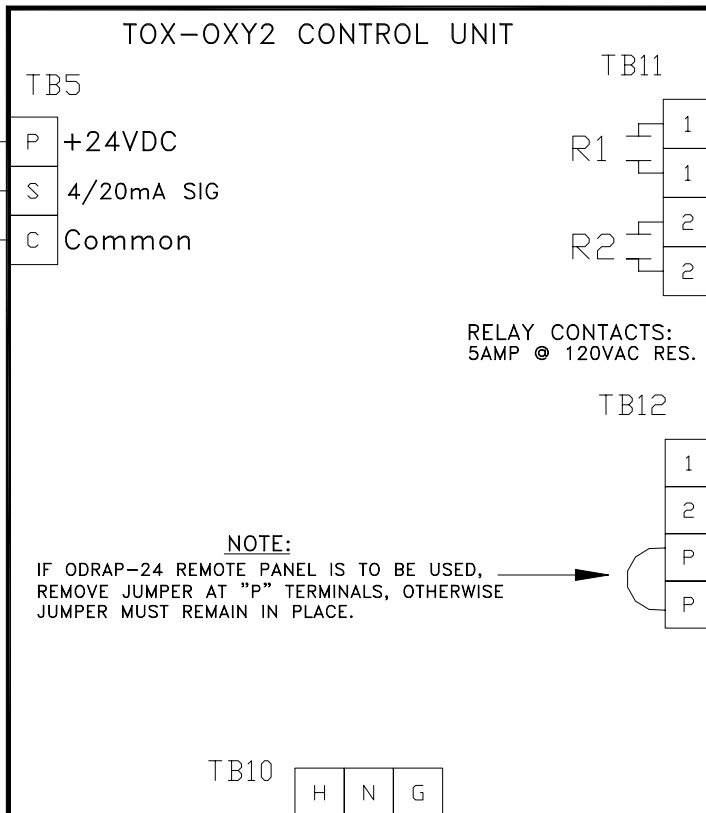 TOX-OXY2 CONTROL UNIT
TB5
P +24VDC
S 4/20mA SIG
C Common
TB11
R1
1
1
R2
2
2
RELAY CONTACTS:
5AMP @ 120VAC RES.
TB12
1
2
P
P
NOTE:
IF ODRAP-24 REMOTE PANEL IS TO BE USED,
REMOVE JUMPER AT "P" TERMINALS, OTHERWISE
JUMPER MUST REMAIN IN PLACE.
TB10
H N G